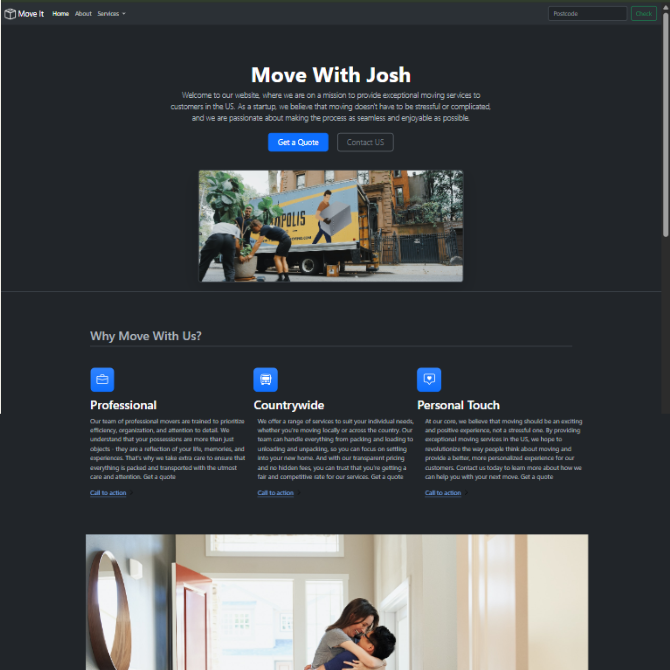 Move It Home About Services Postcode Check
Move With Josh
Welcome to our website, where we are on a mission to provide exceptional moving services to
customers in the US. As a startup, we believe that moving doesn't have to be stressful or complicated,
and we are passionate about making the process as seamless and enjoyable as possible.
Get a Quote Contact US
OPOLIS
Why Move With Us?
Professional
Our team of professional movers are trained to prioritize
efficiency, organization, and attention to detail. We
understand that your possessions are more than just
objects - they are a reflection of your life, memories, and
experiences. That's why we take extra care to ensure that
everything is packed and transported with the utmost
care and attention. Get a quote
Call to action
Countrywide
We offer a range of services to suit your individual needs,
whether you're moving locally or across the country. Our
team can handle everything from packing and loading to
unloading and unpacking, so you can focus on settling
into your new home. And with our transparent pricing
and no hidden fees, you can trust that you're getting a
fair and competitive rate for our services. Get a quote
Call to action
Personal Touch
At our core, we believe that moving should be an exciting
and positive experience, not a stressful one. By providing
exceptional moving services in the US, we hope to
revolutionize the way people think about moving and
provide a better, more personalized experience for our
customers. Contact us today to learn more about how we
can help you with your next move. Get a quote
Call to action